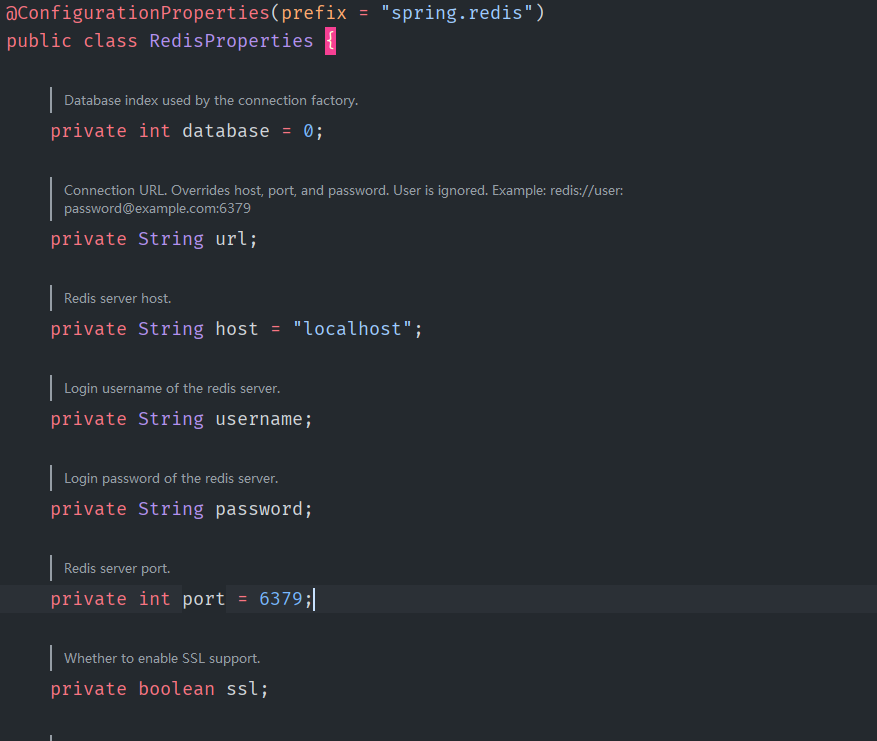 @ConfigurationProperties(prefix = "spring.redis")
public class RedisProperties {
Database index used by the connection factory.
private int database = 0;
Connection URL. Overrides host, port, and password. User is ignored. Example: redis://user:
password@example.com:6379
private String url;
Redis server host.
private String host = "localhost";
Login username of the redis server.
private String username;
Login password of the redis server.
private String password;
Redis server port.
private int port = 6379;
Whether to enable SSL support.
private boolean ssl;